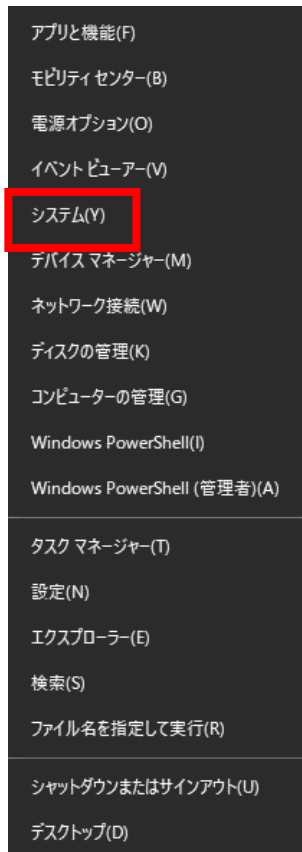 アプリと機能(F)
モビリティ センター(B)
電源オプション(O)
イベント ビューアー(V)
システム(Y)
デバイス マネージャー(M)
ネットワーク接続(W)
ディスクの管理(K)
コンピューターの管理(G)
Windows PowerShell(I)
Windows PowerShell (管理者)(A)
タスク マネージャー(T)
設定(N)
エクスプローラー(E)
検索(S)
ファイル名を指定して実行(R)
シャットダウンまたはサインアウト(U)
デスクトップ(D)